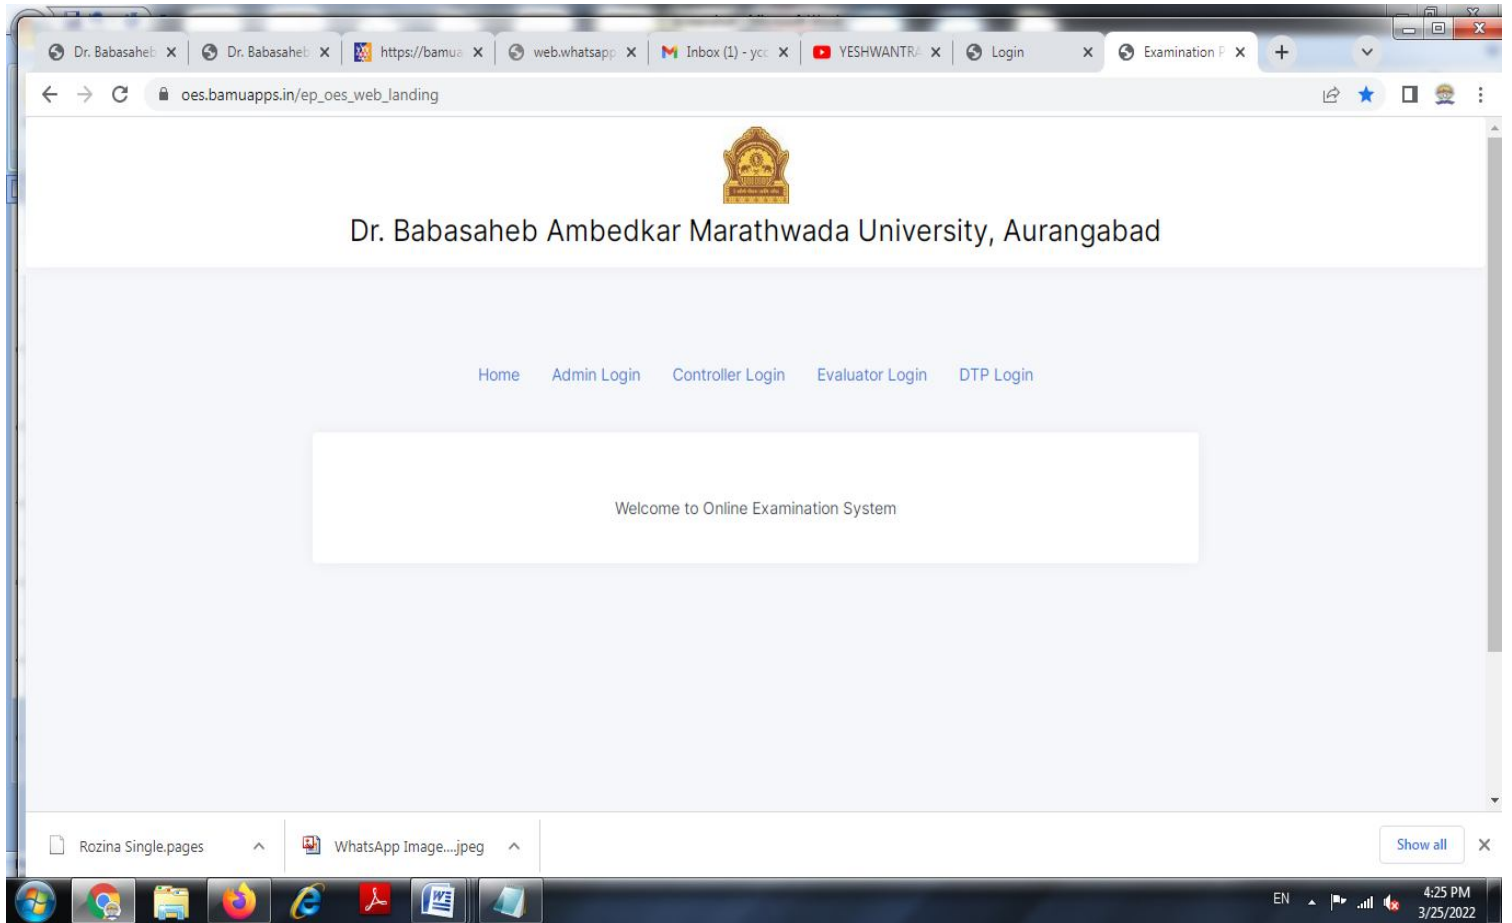 Dr. Babasaheb
Dr. Babasaheb
https://bamua
web.whatsapp
Inbox (1) - yco
YESHWANTRA
Login
Examination P
oes.bamuapps.in/ep_oes_web_landing
Dr. Babasaheb Ambedkar Marathwada University, Aurangabad
Home Admin Login Controller Login Evaluator Login DTP Login
Welcome to Online Examination System
Rozina Single.pages
WhatsApp Image....jpeg
Show all
EN
4:25 PM
3/25/2022